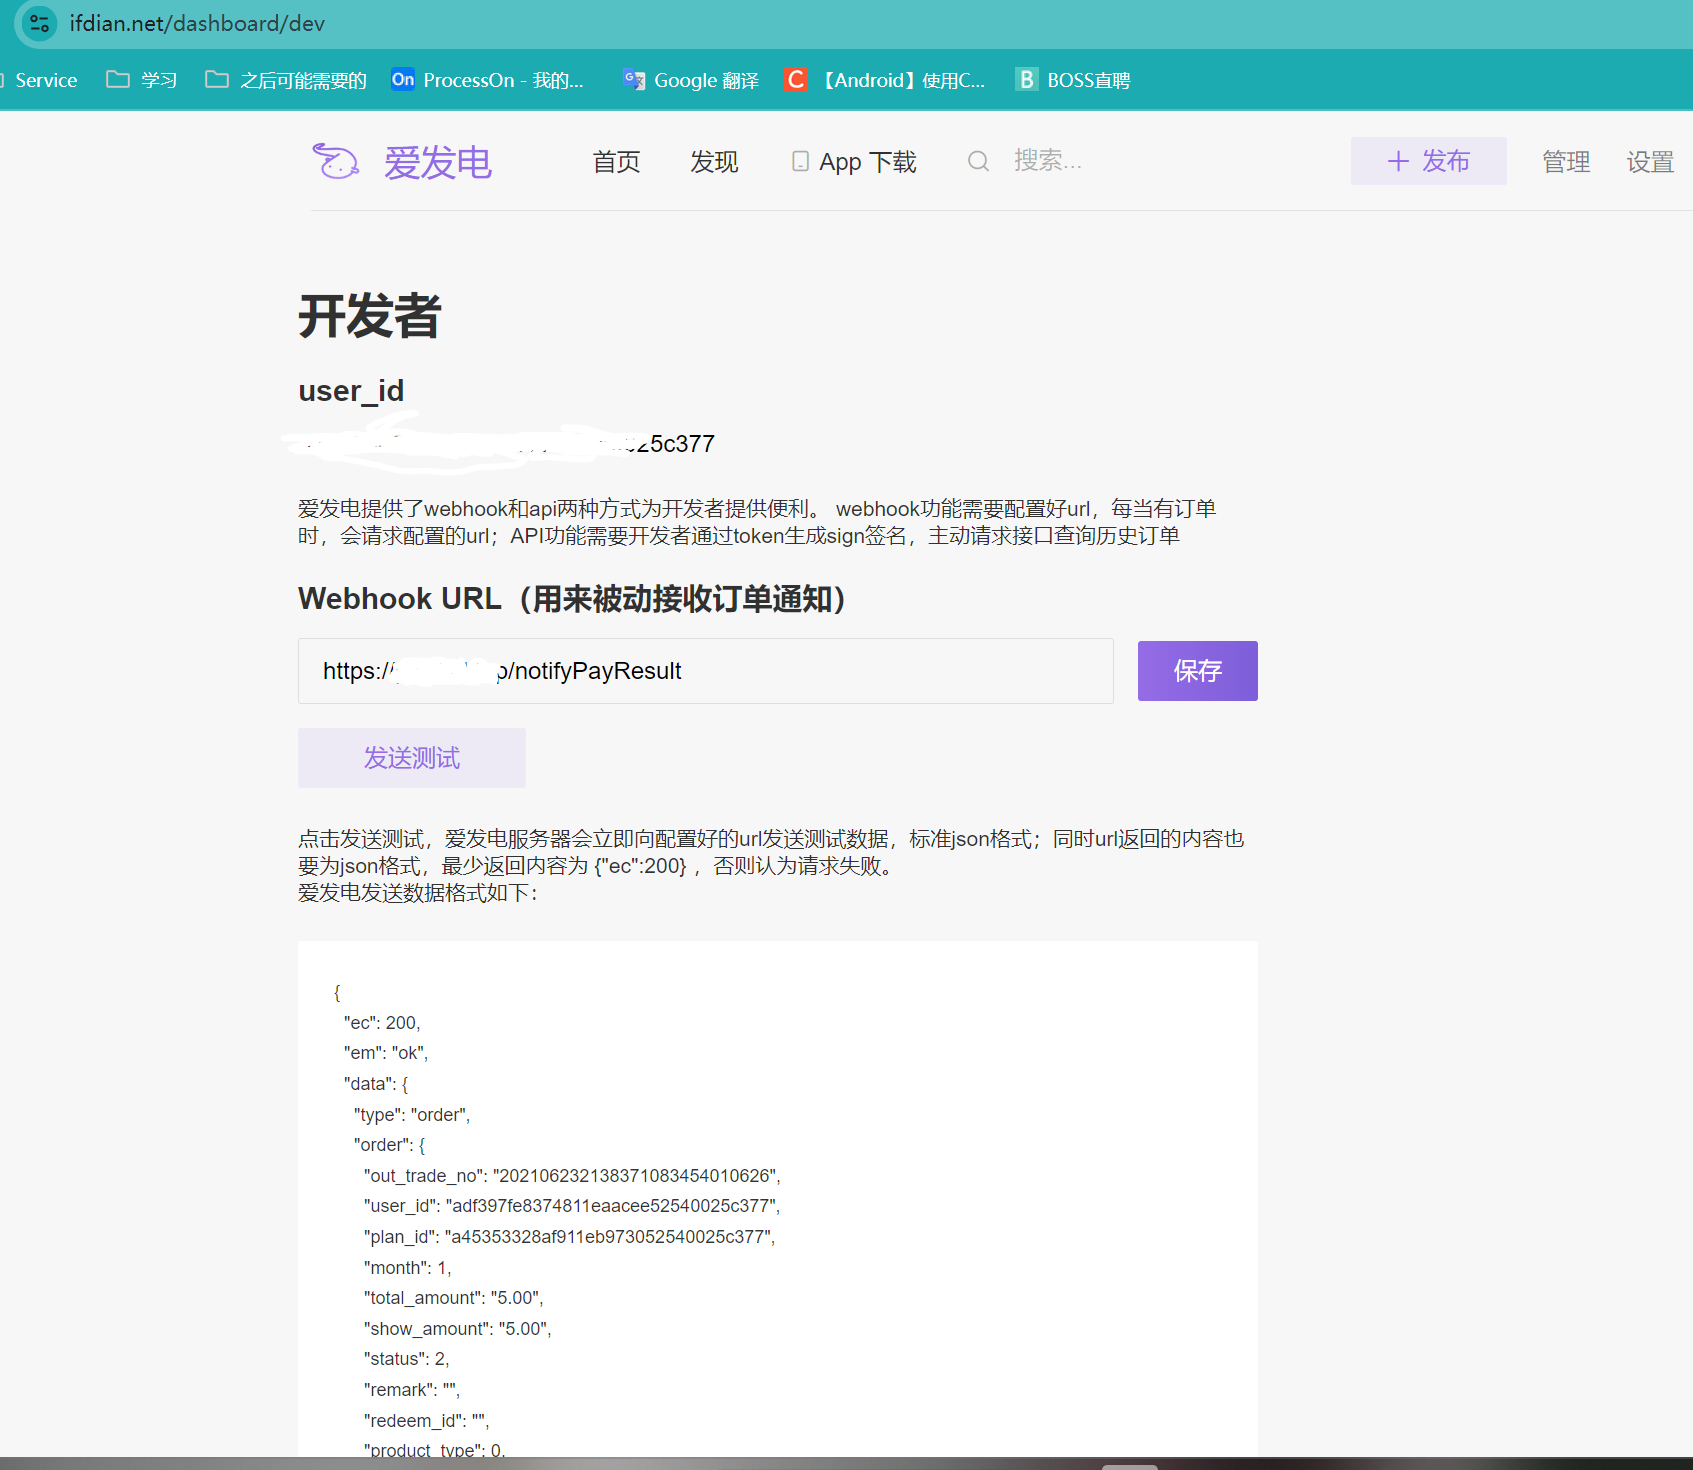 ifdian.net/dashboard/dev
Service 学习 之后可能需要的 On ProcessOn - 我的... Google 翻译 C 【Android】使用C... B BOSS直聘
爱发电 首页 发现 App 下载 搜索... + 发布 管理 设置
开发者
user_id
25c377
爱发电提供了webhook和api两种方式为开发者提供便利。 webhook功能需要配置好url，每当有订单
时，会请求配置的url；API功能需要开发者通过token生成sign签名，主动请求接口查询历史订单
Webhook URL（用来被动接收订单通知）
https:/ p/notifyPayResult 保存
发送测试
点击发送测试，爱发电服务器会立即向配置好的url发送测试数据，标准json格式；同时url返回的内容也
要为json格式，最少返回内容为 {"ec":200} ，否则认为请求失败。
爱发电发送数据格式如下：
{
"ec": 200,
"em": "ok",
"data": {
"type": "order",
"order": {
"out_trade_no": "202106232138371083454010626",
"user_id": "adf397fe8374811eaacee52540025c377",
"plan_id": "a45353328af911eb973052540025c377",
"month": 1,
"total_amount": "5.00",
"show_amount": "5.00",
"status": 2,
"remark": "",
"redeem_id": "",
"product_type": 0,